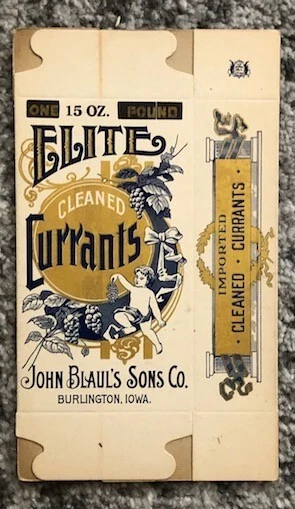 ONE 15 OZ. POUND
ELITE
CLEANED
Currants
JOHN BLAUL'S SONS CO.
BURLINGTON, IOWA.
IMPORTED
· CLEANED · CURRANTS ·